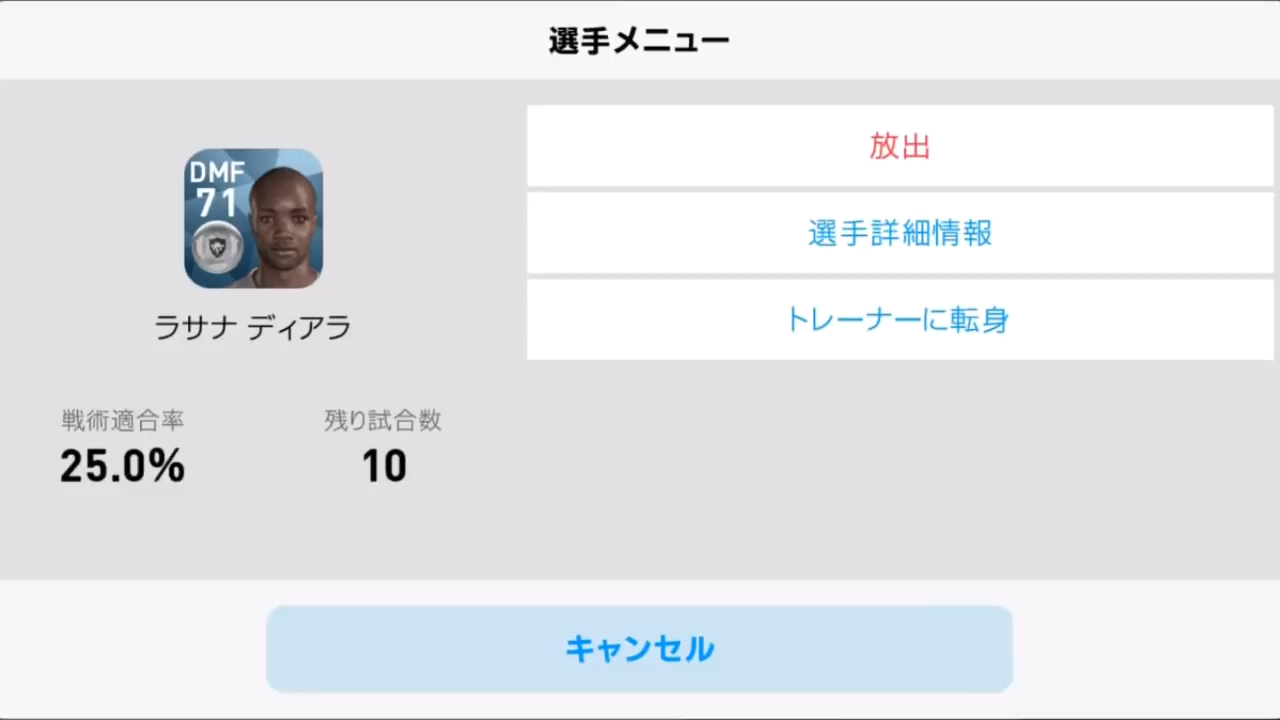 選手メニュー
DMF
71
ラサナ ディアラ
戦術適合率
残り試合数
25.0%
10
放出
選手詳細情報
トレーナーに転身
キャンセル